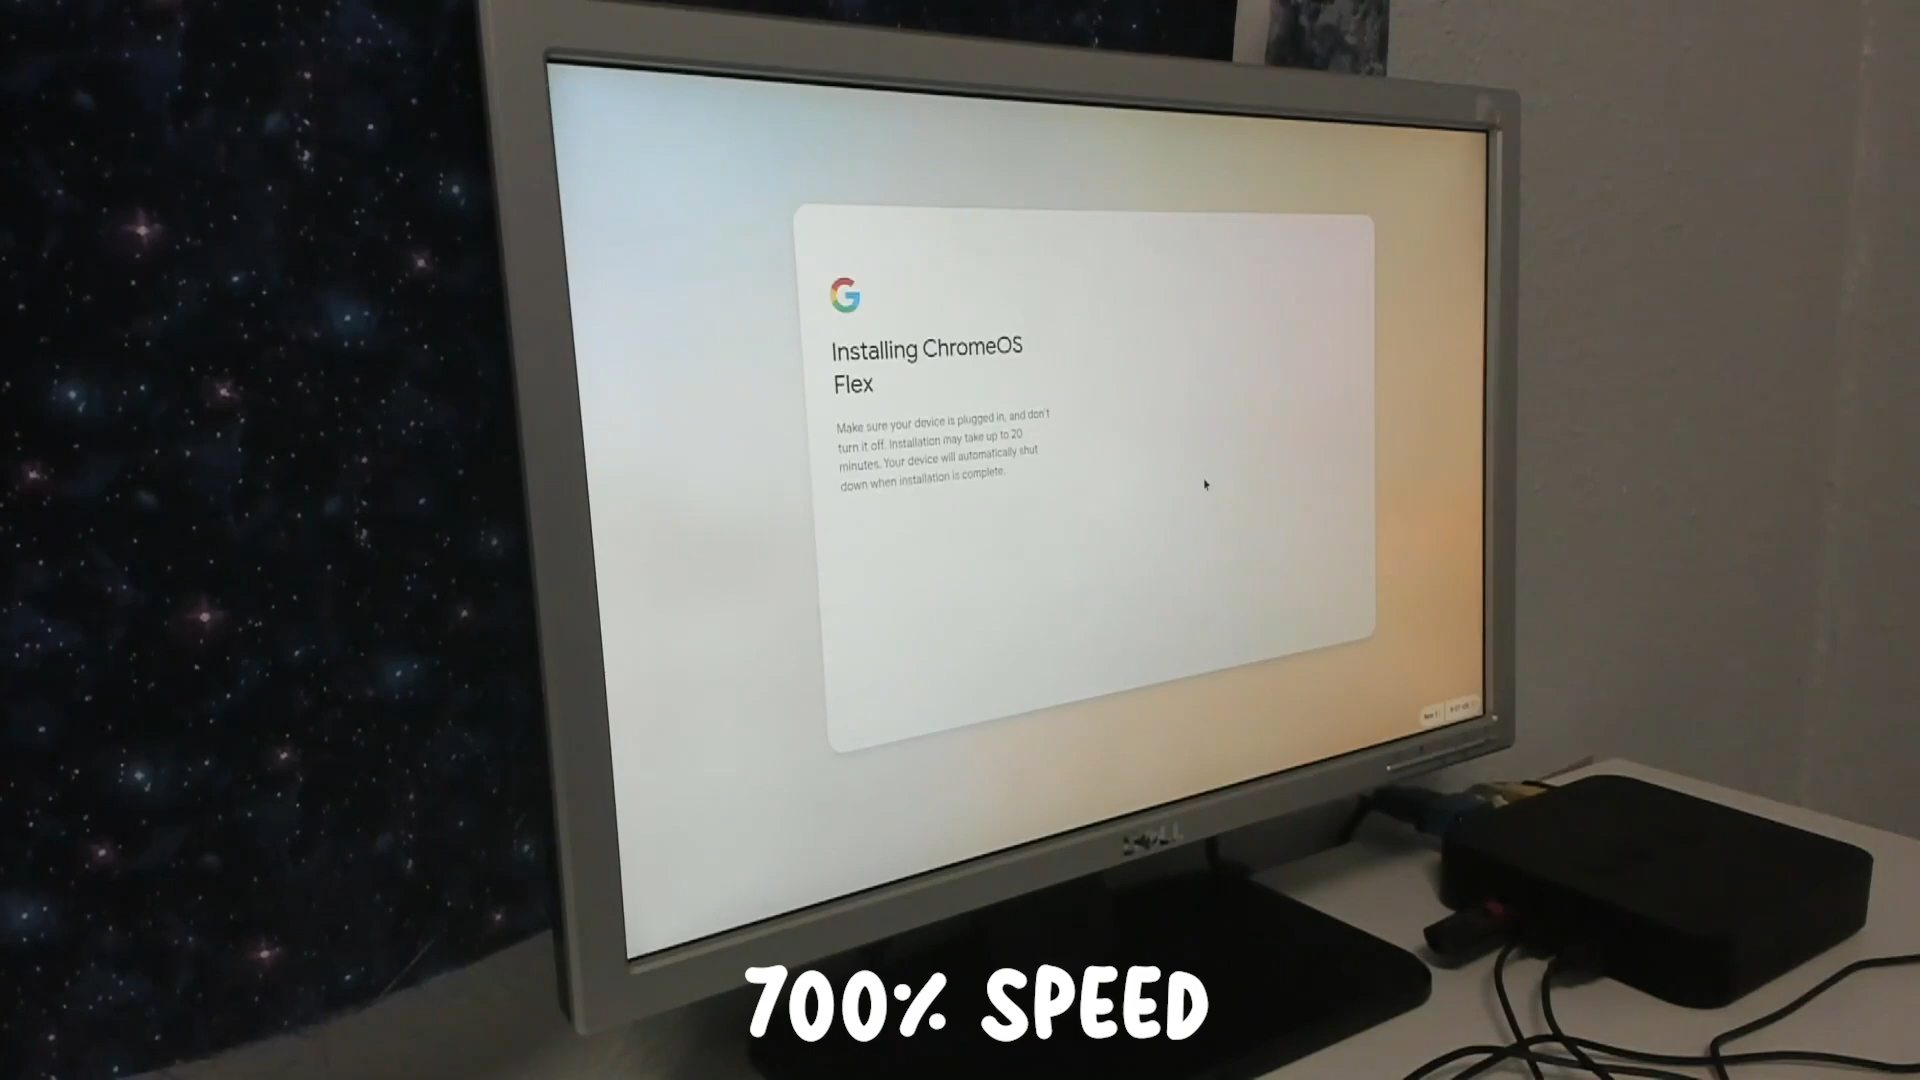 Installing ChromeOS
Flex
Make sure your device is plugged in, and don't
turn it off. Installation may take up to 20
minutes. Your device will automatically shut
down when installation is complete.
DELL
700% SPEED